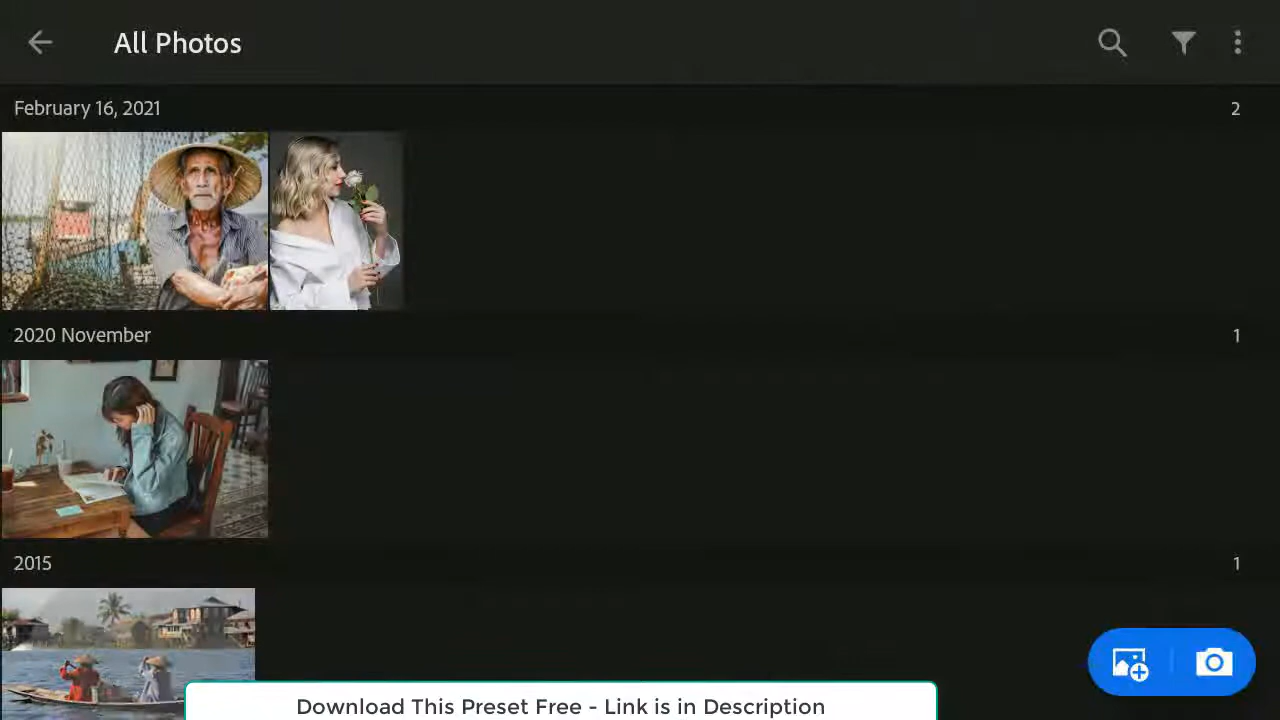 All Photos
February 16, 2021
2
2020 November
1
2015
1
Download This Preset Free - Link is in Description